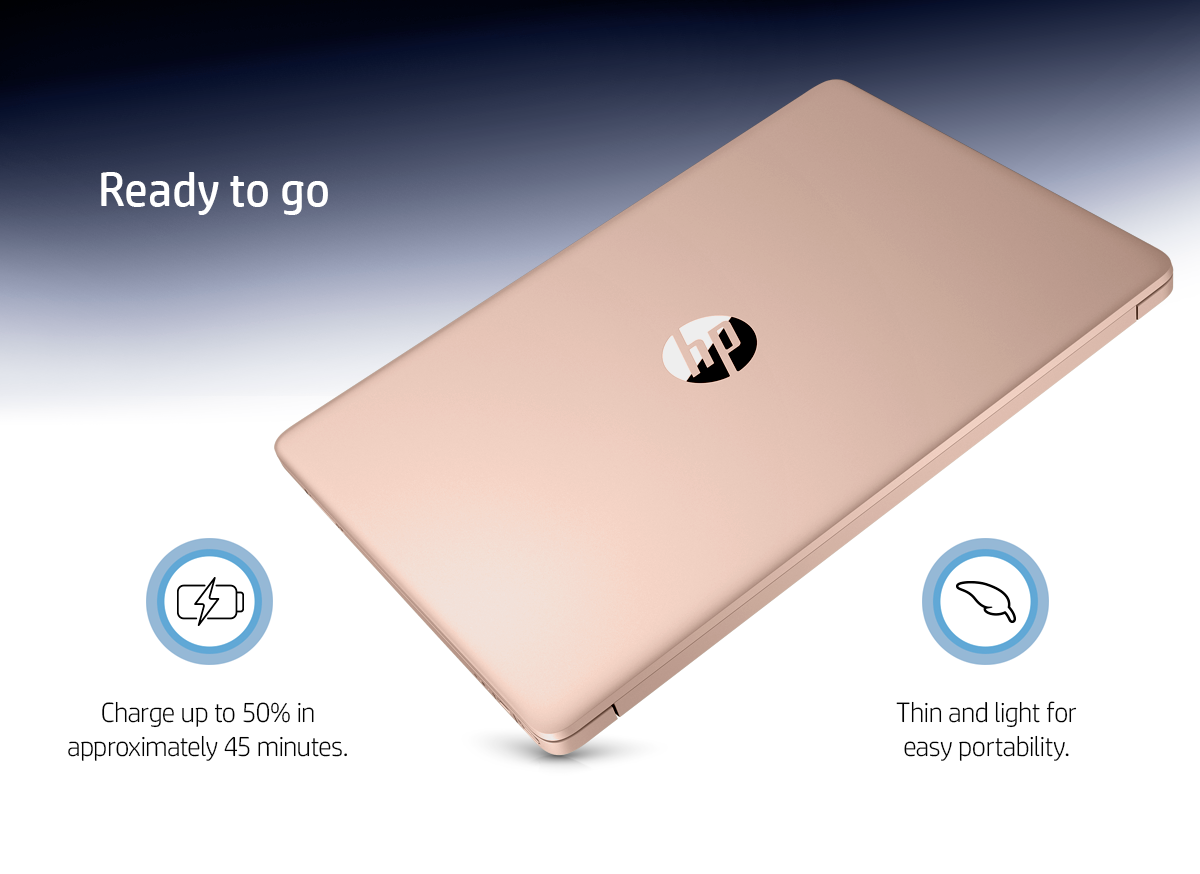 Ready to go
hp
Charge up to 50% in
approximately 45 minutes.
Thin and light for
easy portability.